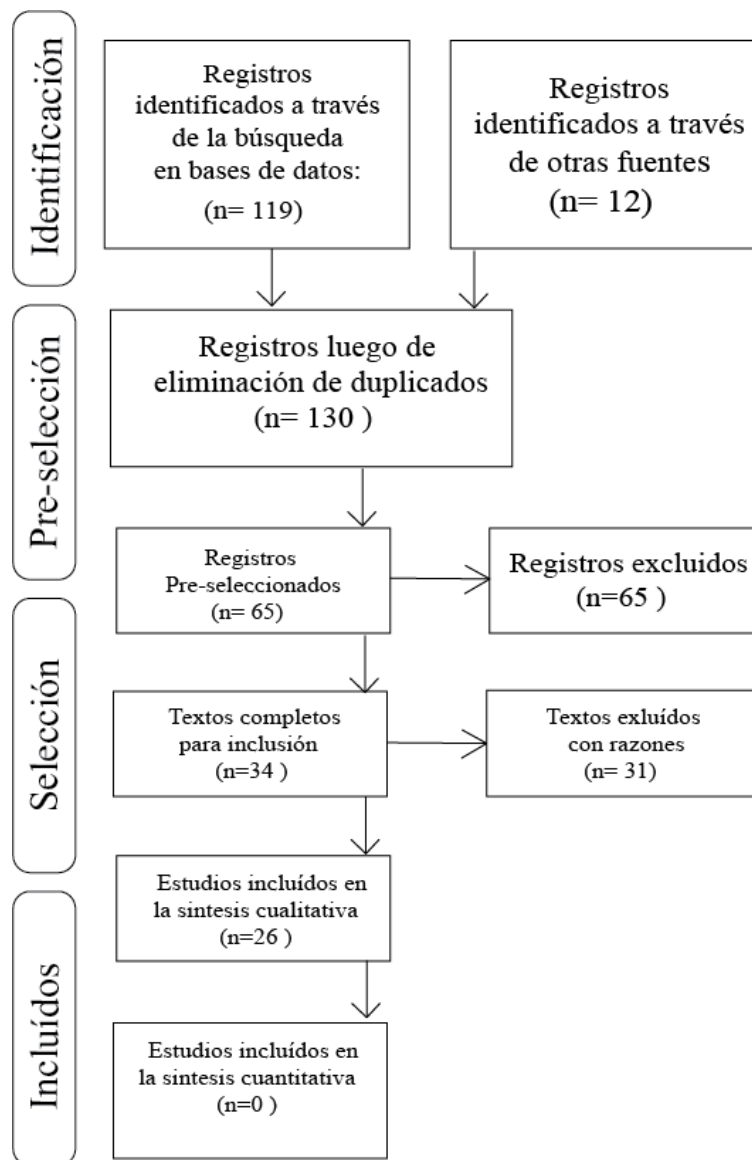 Identificación
Registros
identificados a través
de la búsqueda
en bases de datos:
(n= 119)
Registros
identificados a través
de otras fuentes
(n= 12)
Pre-selección
Registros luego de
eliminación de duplicados
(n= 130 )
Registros
Pre-seleccionados
(n= 65)
Registros excluidos
(n=65 )
Selección
Textos completos
para inclusión
(n=34 )
Textos exluídos
con razones
(n= 31)
Estudios incluídos en
la sintesis cualitativa
(n=26 )
Incluídos
Estudios incluídos en
la sintesis cuantitativa
(n=0 )